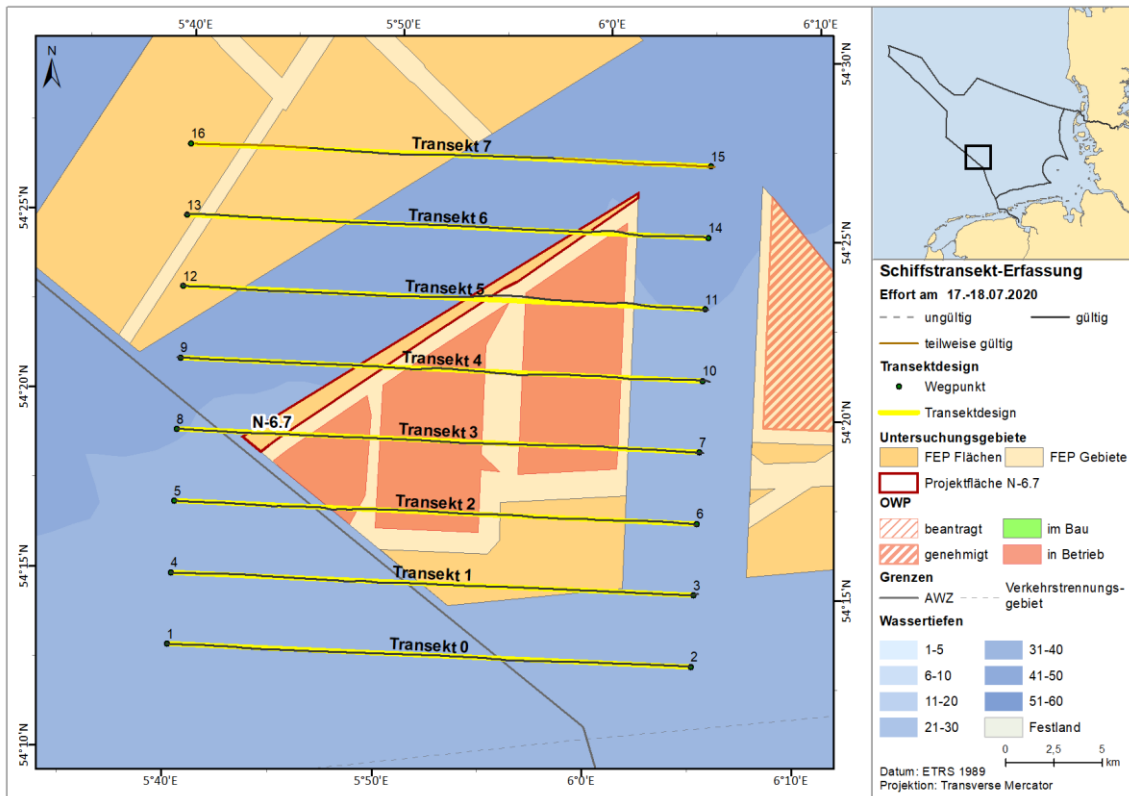 5°40'E
5°50'E
6°0'E
6°10'E
N
54°30'N
54°25'N
54°25'N
54°20'N
54°20'N
54°15'N
54°15'N
54°10'N
16
Transekt 7
15
13
Transekt 6
14
12
Transekt 5
11
9
Transekt 4
10
8
N-6.7
Transekt 3
7
5
Transekt 2
6
4
Transekt 1
3
1
Transekt 0
2
5°40'E
5°50'E
6°0'E
6°10'E
Schiffstransekt-Erfassung
Effort am 17.-18.07.2020
ungültig
gültig
teilweise gültig
Transektdesign
Wegpunkt
Transektdesign
Untersuchungsgebiete
FEP Flächen
FEP Gebiete
Projektfläche N-6.7
OWP
beantragt
im Bau
genehmigt
in Betrieb
Grenzen
AWZ
Verkehrstrennungs-
gebiet
Wassertiefen
1-5
31-40
6-10
41-50
11-20
51-60
21-30
Festland
0 2,5 5
km
Datum: ETRS 1989
Projektion: Transverse Mercator